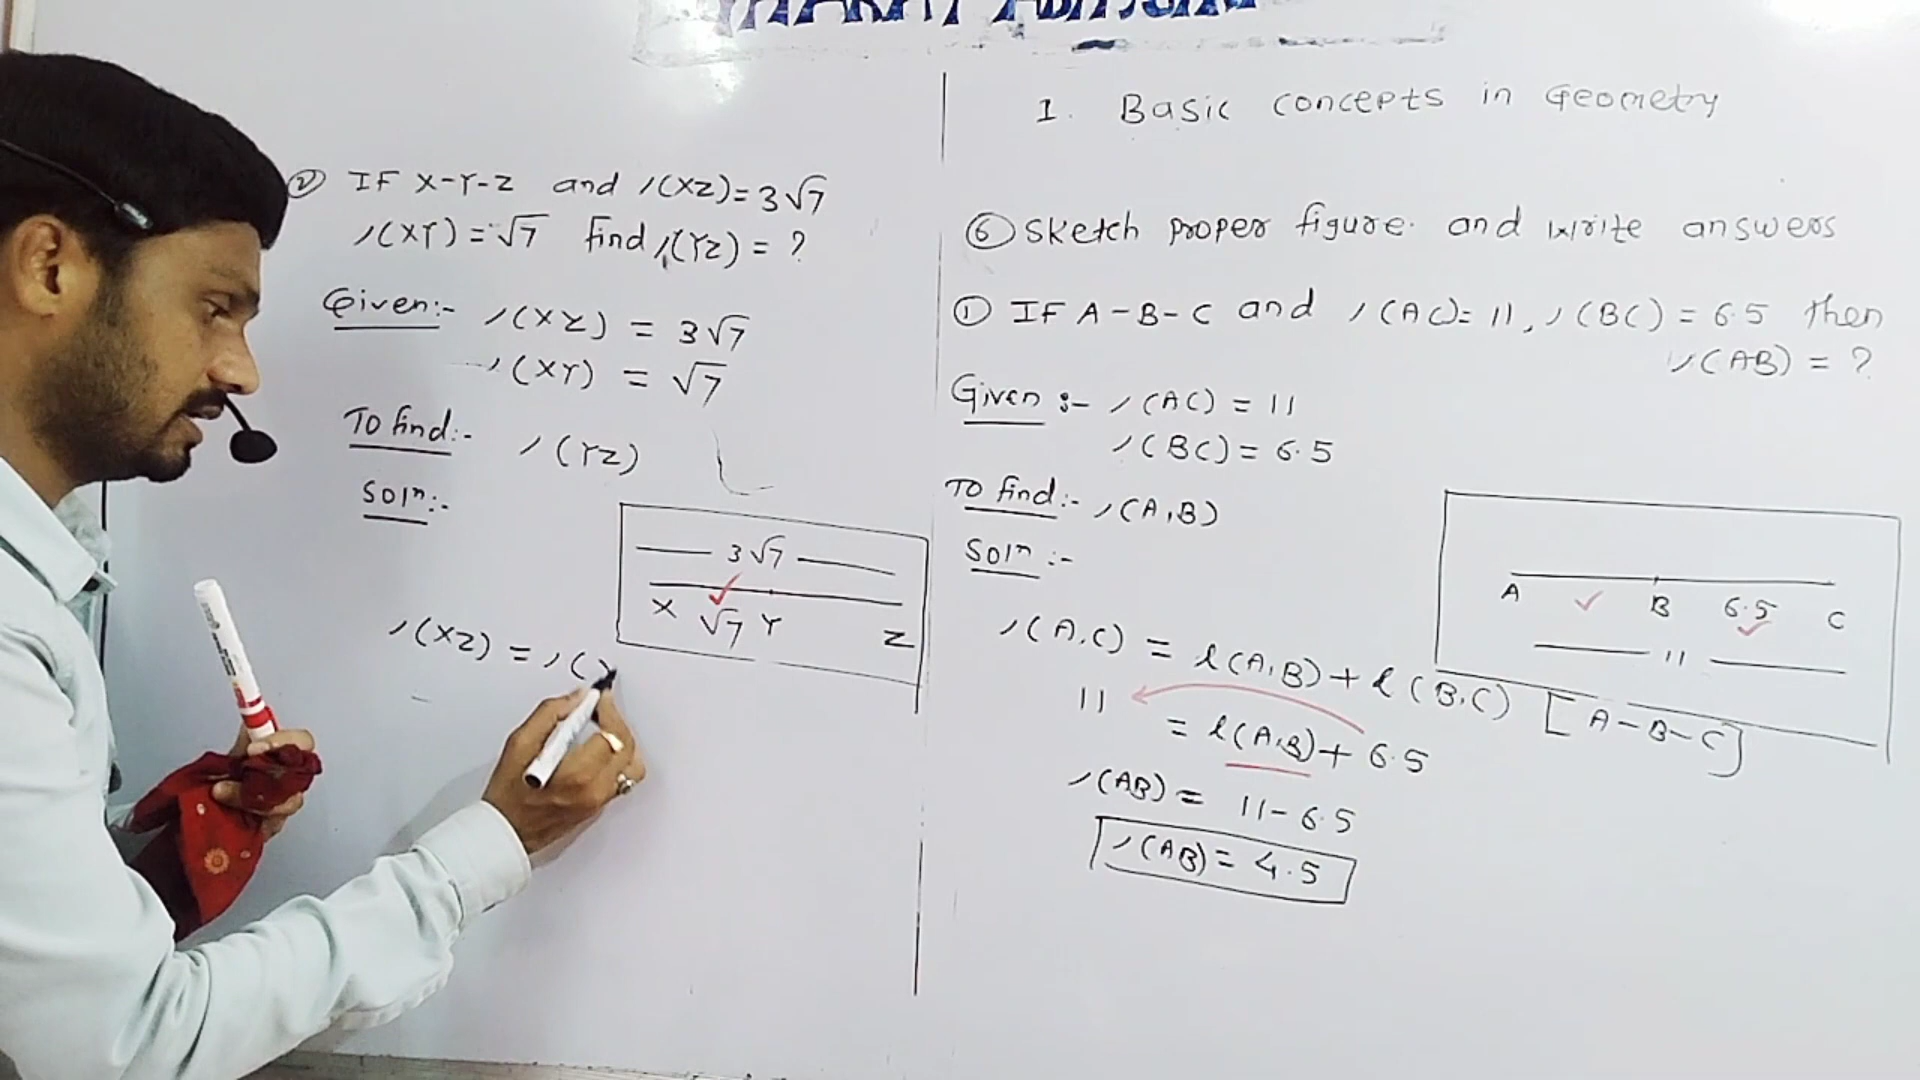 1. Basic concepts in Geometry
② IF X-Y-Z and l(XZ)=3√7
l(XY)=√7 find l(YZ) = ?
Given:- l(XZ) = 3√7
l(XY) = √7
To find:- l(YZ)
Soln:-
3√7
X √7 Y Z
l(XZ) = l(
⑥ Sketch proper figure. and write answers
① IF A-B-C and l(AC)=11, l(BC) = 6.5 then
l(AB) = ?
Given :- l(AC) = 11
l(BC) = 6.5
To find:- l(A,B)
Soln:-
A B 6.5 C
11
l(A,C) = l(A,B) + l(B,C) [A-B-C]
11 = l(A,B) + 6.5
l(AB) = 11-6.5
l(AB) = 4.5